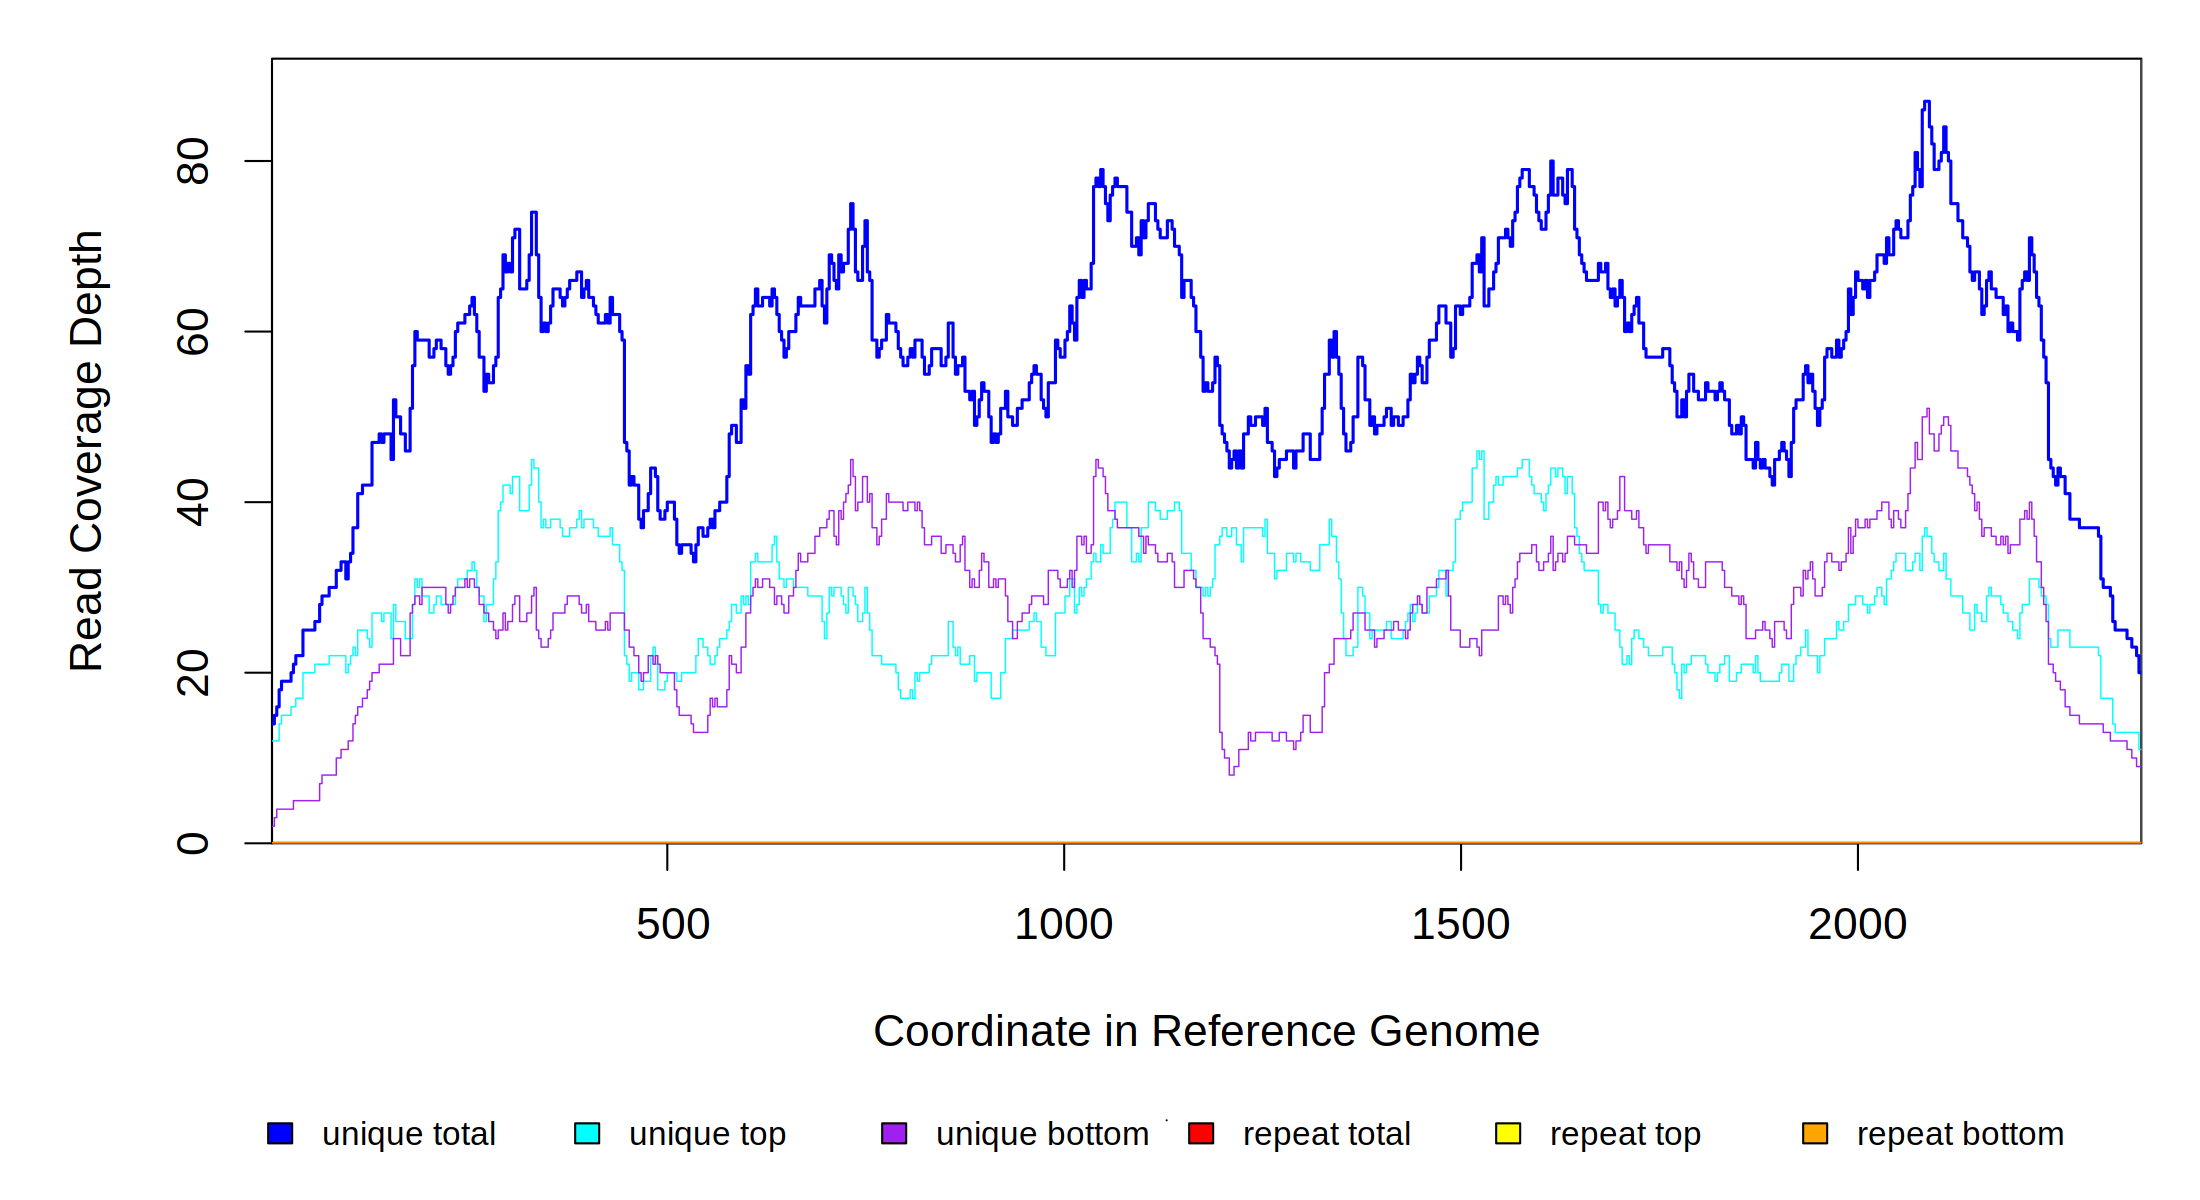 Read Coverage Depth
80
60
40
20
0
500 1000 1500 2000
Coordinate in Reference Genome
unique total unique top unique bottom repeat total repeat top repeat bottom